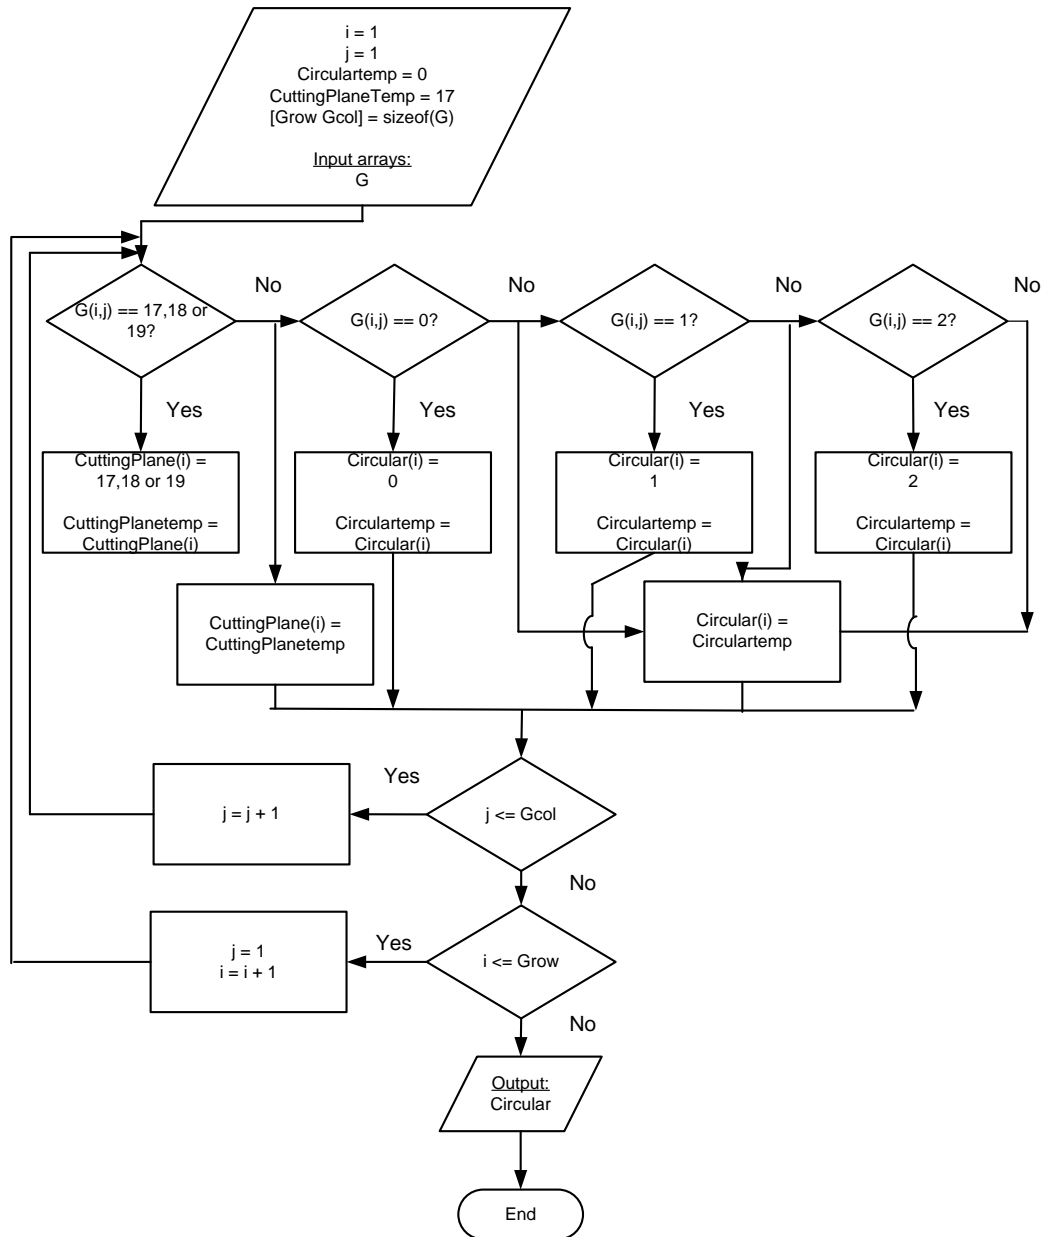 i = 1
j = 1
Circulartemp = 0
CuttingPlaneTemp = 17
[Grow Gcol] = sizeof(G)
Input arrays:
G
No
No
No
No
G(i,j) == 17,18 or
19?
G(i,j) == 0?
G(i,j) == 1?
G(i,j) == 2?
Yes
Yes
Yes
Yes
CuttingPlane(i) =
17,18 or 19
CuttingPlanetemp =
CuttingPlane(i)
Circular(i) =
0
Circulartemp =
Circular(i)
Circular(i) =
1
Circulartemp =
Circular(i)
Circular(i) =
2
Circulartemp =
Circular(i)
CuttingPlane(i) =
CuttingPlanetemp
Circular(i) =
Circulartemp
Yes
j = j + 1
j <= Gcol
No
j = 1
i = i + 1
Yes
i <= Grow
No
Output:
Circular
End